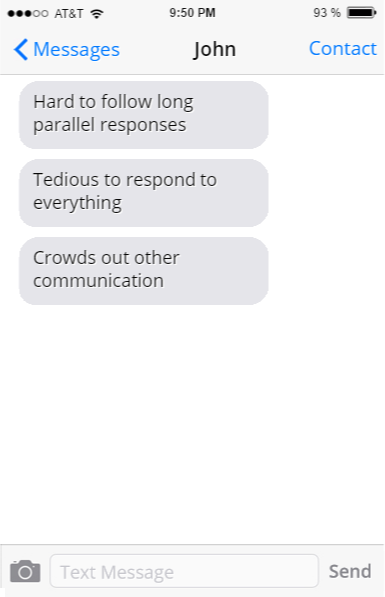 AT&T 9:50 PM 93 %
Messages John Contact
Hard to follow long
parallel responses
Tedious to respond to
everything
Crowds out other
communication
Text Message Send